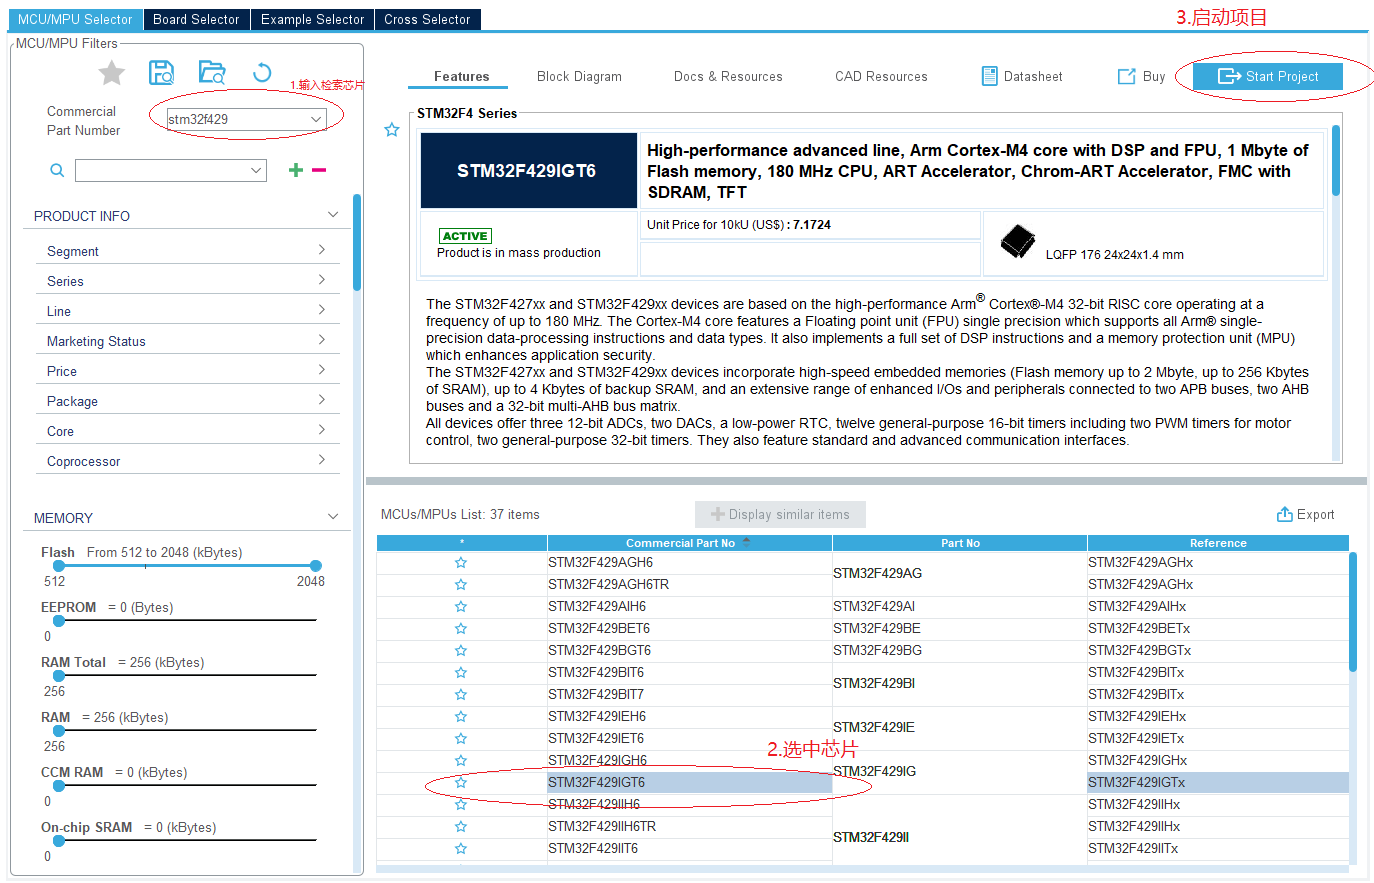 MCU/MPU Selector
Board Selector
Example Selector
Cross Selector
3.启动项目
MCU/MPU Filters
1.输入检索芯片
Commercial
Part Number
stm32f429
PRODUCT INFO
Segment
Series
Line
Marketing Status
Price
Package
Core
Coprocessor
MEMORY
Flash From 512 to 2048 (kBytes)
512 2048
EEPROM = 0 (Bytes)
0
RAM Total = 256 (kBytes)
256
RAM = 256 (kBytes)
256
CCM RAM = 0 (kBytes)
0
On-chip SRAM = 0 (kBytes)
0
Features
Block Diagram
Docs & Resources
CAD Resources
Datasheet
Buy
Start Project
STM32F4 Series
STM32F429IGT6
High-performance advanced line, Arm Cortex-M4 core with DSP and FPU, 1 Mbyte of
Flash memory, 180 MHz CPU, ART Accelerator, Chrom-ART Accelerator, FMC with
SDRAM, TFT
ACTIVE
Product is in mass production
Unit Price for 10kU (US$) : 7.1724
LQFP 176 24x24x1.4 mm
The STM32F427xx and STM32F429xx devices are based on the high-performance Arm® Cortex®-M4 32-bit RISC core operating at a
frequency of up to 180 MHz. The Cortex-M4 core features a Floating point unit (FPU) single precision which supports all Arm® single-
precision data-processing instructions and data types. It also implements a full set of DSP instructions and a memory protection unit (MPU)
which enhances application security.
The STM32F427xx and STM32F429xx devices incorporate high-speed embedded memories (Flash memory up to 2 Mbyte, up to 256 Kbytes
of SRAM), up to 4 Kbytes of backup SRAM, and an extensive range of enhanced I/Os and peripherals connected to two APB buses, two AHB
buses and a 32-bit multi-AHB bus matrix.
All devices offer three 12-bit ADCs, two DACs, a low-power RTC, twelve general-purpose 16-bit timers including two PWM timers for motor
control, two general-purpose 32-bit timers. They also feature standard and advanced communication interfaces.
MCUs/MPUs List: 37 items
Display similar items
Export
* Commercial Part No Part No Reference
STM32F429AGH6 STM32F429AG STM32F429AGHx
STM32F429AGH6TR STM32F429AGHx
STM32F429AIH6 STM32F429AI STM32F429AIHx
STM32F429BET6 STM32F429BE STM32F429BETx
STM32F429BGT6 STM32F429BG STM32F429BGTx
STM32F429BIT6 STM32F429BI STM32F429BITx
STM32F429BIT7 STM32F429BITx
STM32F429IEH6 STM32F429IE STM32F429IEHx
STM32F429IET6 STM32F429IETx
2.选中芯片
STM32F429IGH6 STM32F429IG STM32F429IGHx
STM32F429IGT6 STM32F429IGTx
STM32F429IIH6 STM32F429II STM32F429IIHx
STM32F429IIH6TR STM32F429IIHx
STM32F429IIT6 STM32F429IITx